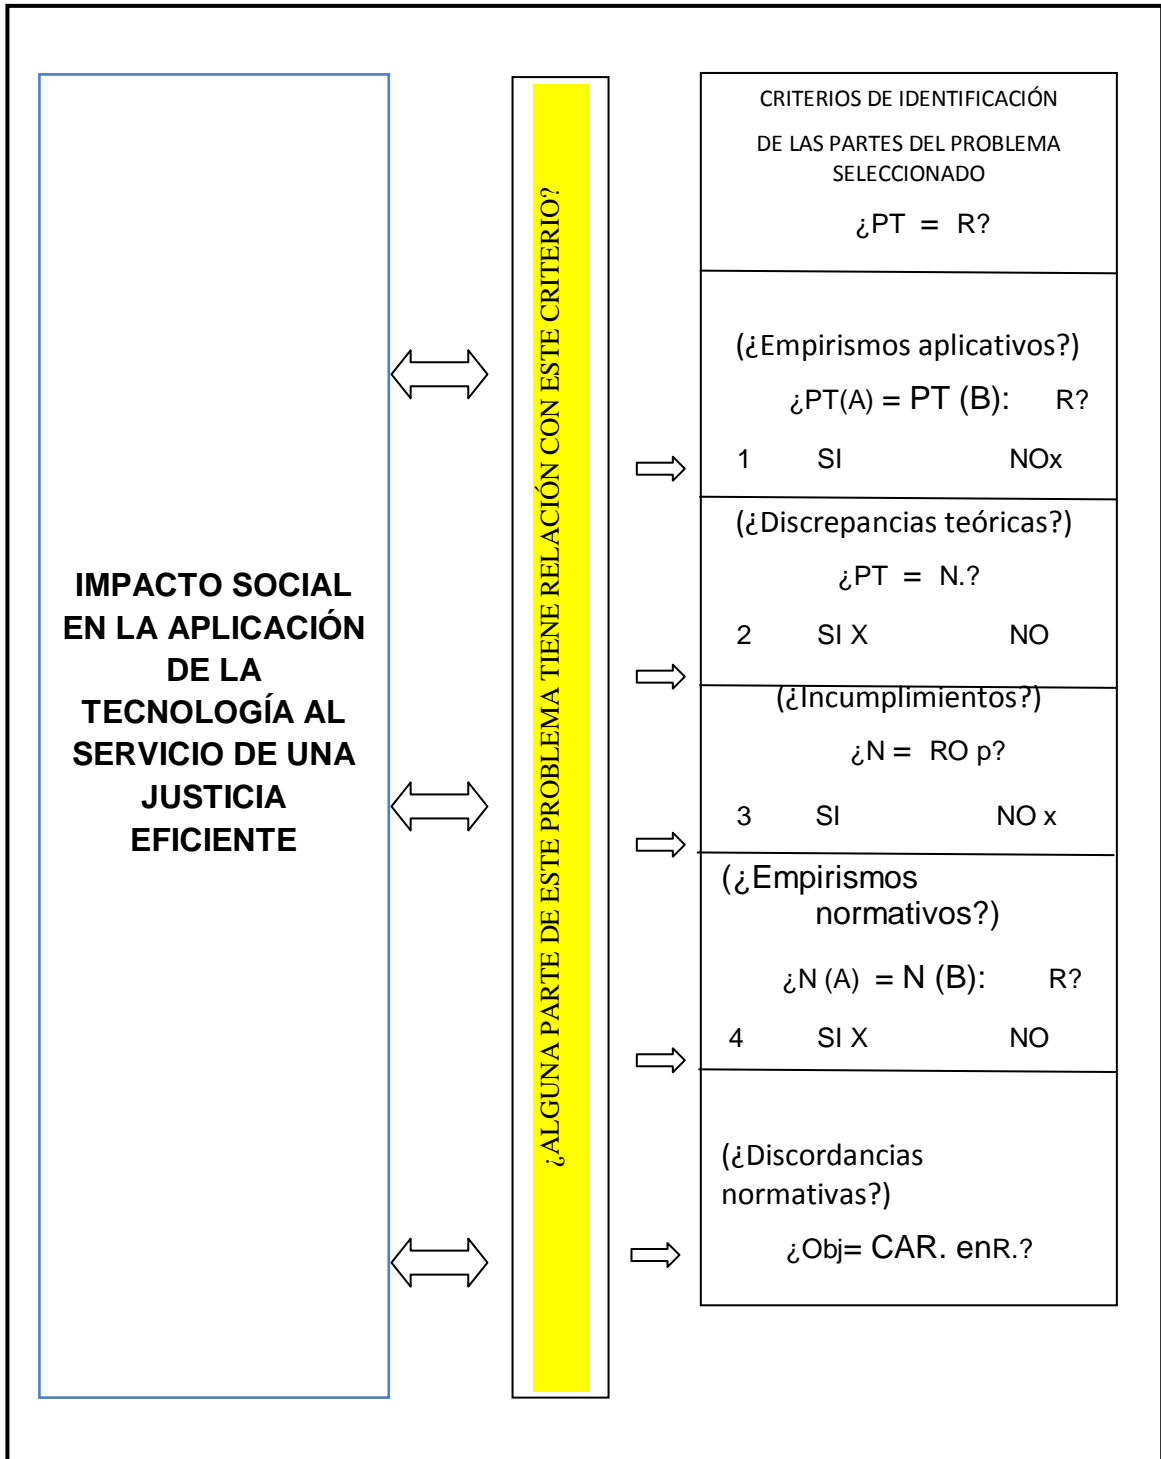 IMPACTO SOCIAL
EN LA APLICACIÓN
DE LA
TECNOLOGÍA AL
SERVICIO DE UNA
JUSTICIA
EFICIENTE
¿ALGUNA PARTE DE ESTE PROBLEMA TIENE RELACIÓN CON ESTE CRITERIO?
CRITERIOS DE IDENTIFICACIÓN
DE LAS PARTES DEL PROBLEMA
SELECCIONADO
¿PT = R?
(¿Empirismos aplicativos?)
¿PT(A) = PT (B): R?
1 SI NOx
(¿Discrepancias teóricas?)
¿PT = N.?
2 SI X NO
(¿Incumplimientos?)
¿N = RO p?
3 SI NO x
(¿Empirismos
normativos?)
¿N (A) = N (B): R?
4 SI X NO
(¿Discordancias
normativas?)
¿Obj= CAR. enR.?